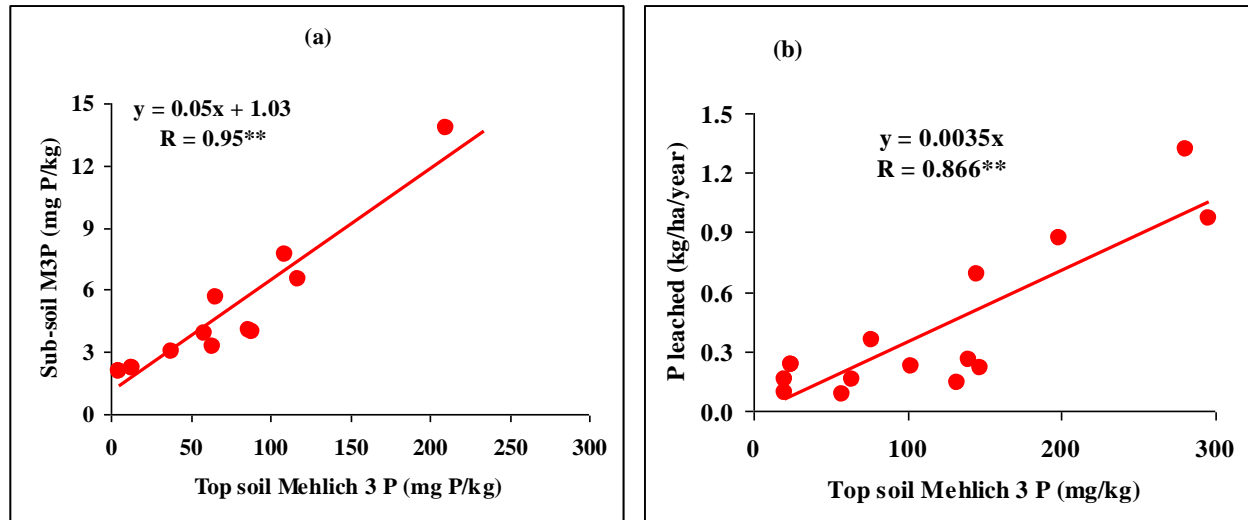 (a)
y = 0.05x + 1.03
R = 0.95**
15
12
9
6
3
0
Sub-soil M3P (mg P/kg)
0 50 100 150 200 250 300
Top soil Mehlich 3 P (mg P/kg)
(b)
y = 0.0035x
R = 0.866**
1.5
1.2
0.9
0.6
0.3
0.0
P leached (kg/ha/year)
0 100 200 300
Top soil Mehlich 3 P (mg/kg)